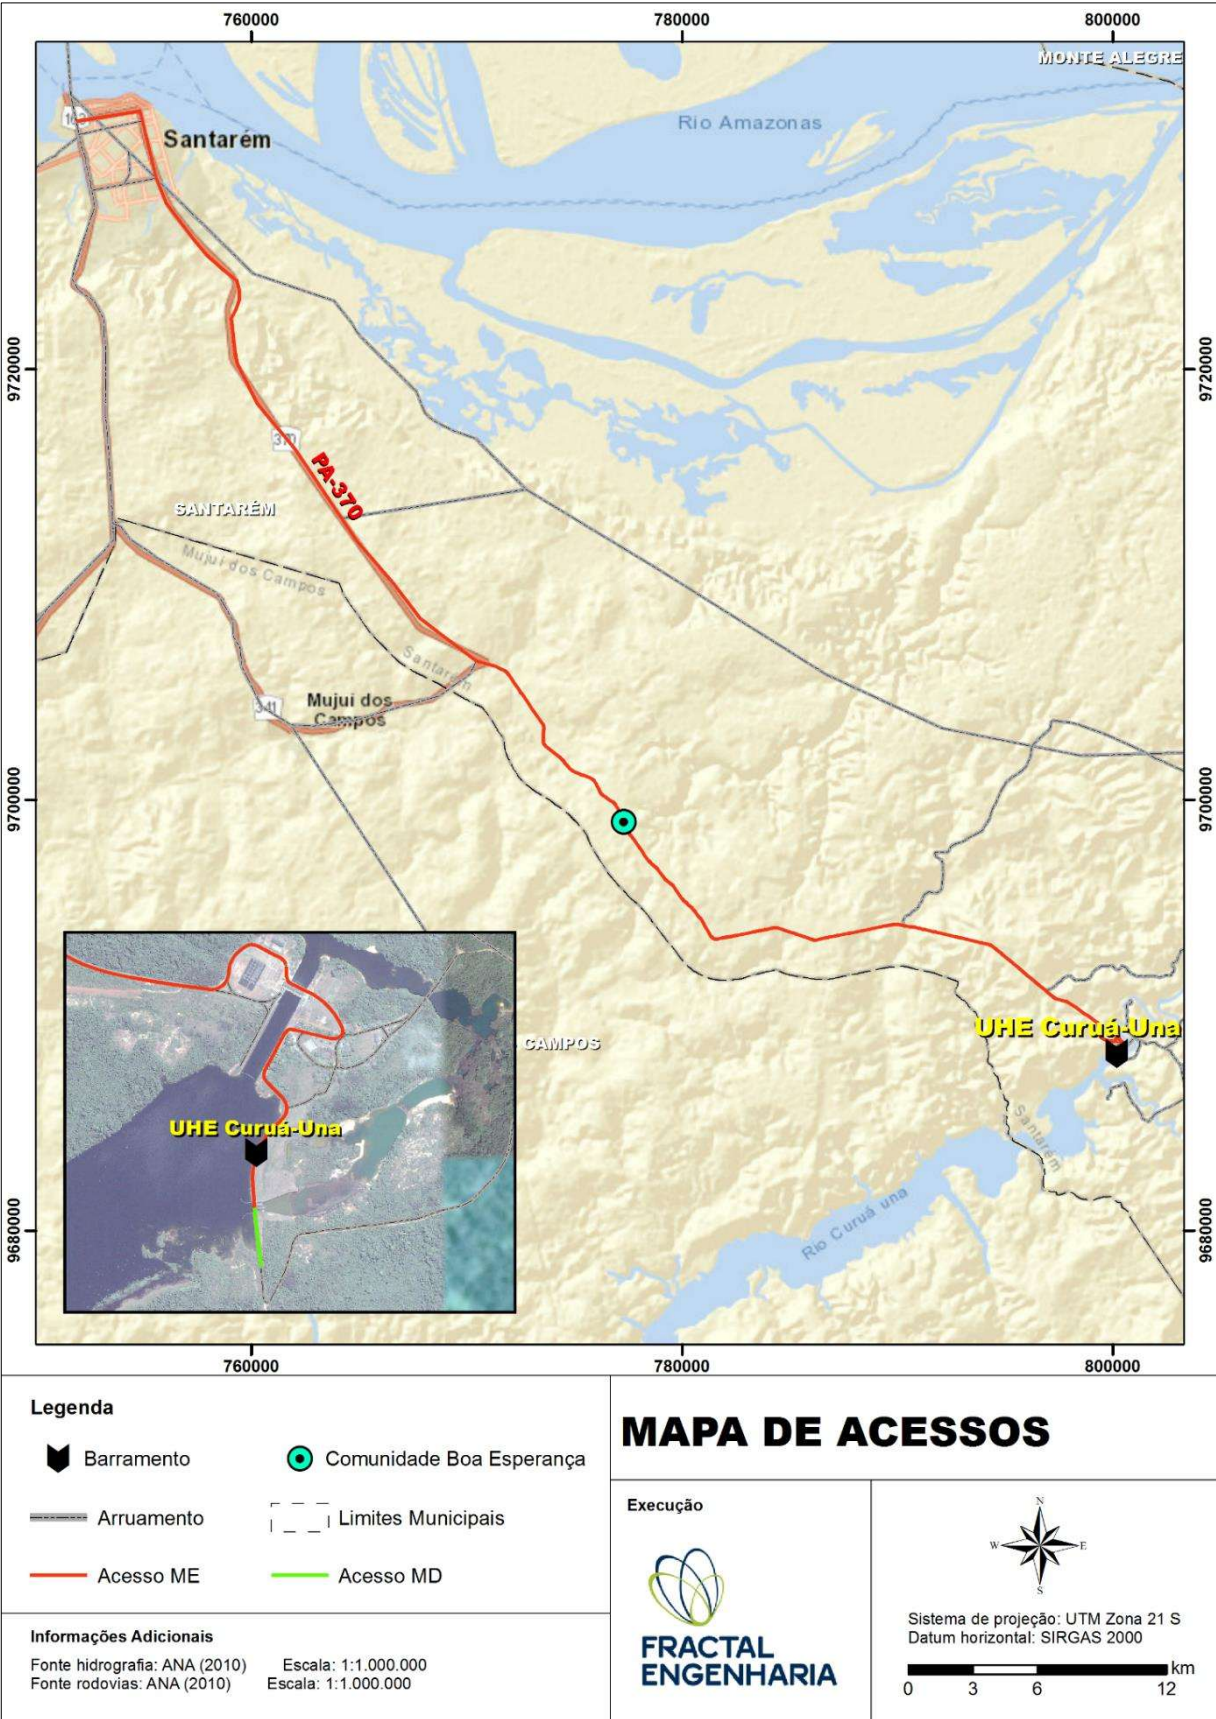 760000
780000
800000
MONTE ALEGRE
163
Santarém
Rio Amazonas
9720000
9720000
370
PA-370
SANTARÉM
Mujuí dos Campos
Santarém
341
Mujuí dos
Campos
9700000
9700000
UHE Curuá-Una
CAMPOS
UHE Curuá-Una
Santarém
Rio Curuá una
9680000
9680000
760000
780000
800000
Legenda
Barramento
Comunidade Boa Esperança
Arruamento
Limites Municipais
Acesso ME
Acesso MD
Informações Adicionais
Fonte hidrografia: ANA (2010) Escala: 1:1.000.000
Fonte rodovias: ANA (2010) Escala: 1:1.000.000
MAPA DE ACESSOS
Execução
FRACTAL
ENGENHARIA
N
W E
S
Sistema de projeção: UTM Zona 21 S
Datum horizontal: SIRGAS 2000
km
0 3 6 12